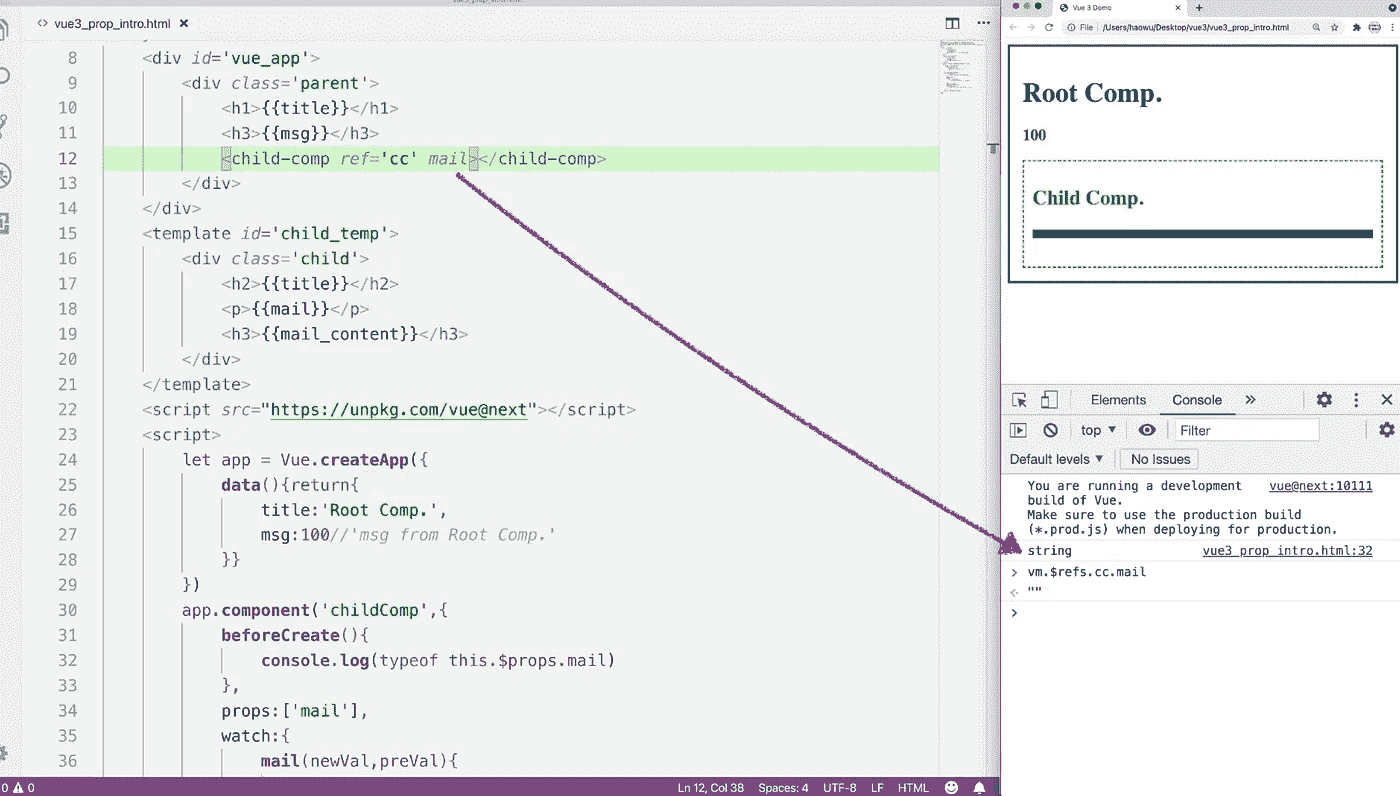 vue3_prop_intro.html
8 <div id='vue_app'>
9 <div class='parent'>
10 <h1>{{title}}</h1>
11 <h3>{{msg}}</h3>
12 <child-comp ref='cc' mail></child-comp>
13 </div>
14 </div>
15 <template id='child_temp'>
16 <div class='child'>
17 <h2>{{title}}</h2>
18 <p>{{mail}}</p>
19 <h3>{{mail_content}}</h3>
20 </div>
21 </template>
22 <script src="https://unpkg.com/vue@next"></script>
23 <script>
24 let app = Vue.createApp({
25 data(){return{
26 title:'Root Comp.',
27 msg:100//'msg from Root Comp.'
28 }}
29 })
30 app.component('childComp',{
31 beforeCreate(){
32 console.log(typeof this.$props.mail)
33 },
34 props:['mail'],
35 watch:{
36 mail(newVal,preVal){
0 0
Ln 12, Col 38 Spaces: 4 UTF-8 LF HTML
Vue 3 Demo
File /Users/haowu/Desktop/vue3/vue3_prop_intro.html
Root Comp.
100
Child Comp.
Elements Console
top Filter
Default levels No Issues
You are running a development vue@next:10111
build of Vue.
Make sure to use the production build
(*.prod.js) when deploying for production.
string vue3_prop_intro.html:32
vm.$refs.cc.mail
""